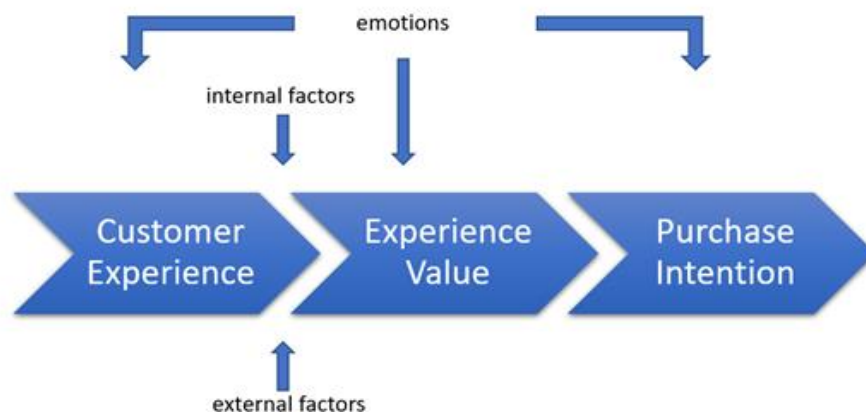 emotions
internal factors
Customer
Experience
Experience
Value
Purchase
Intention
external factors